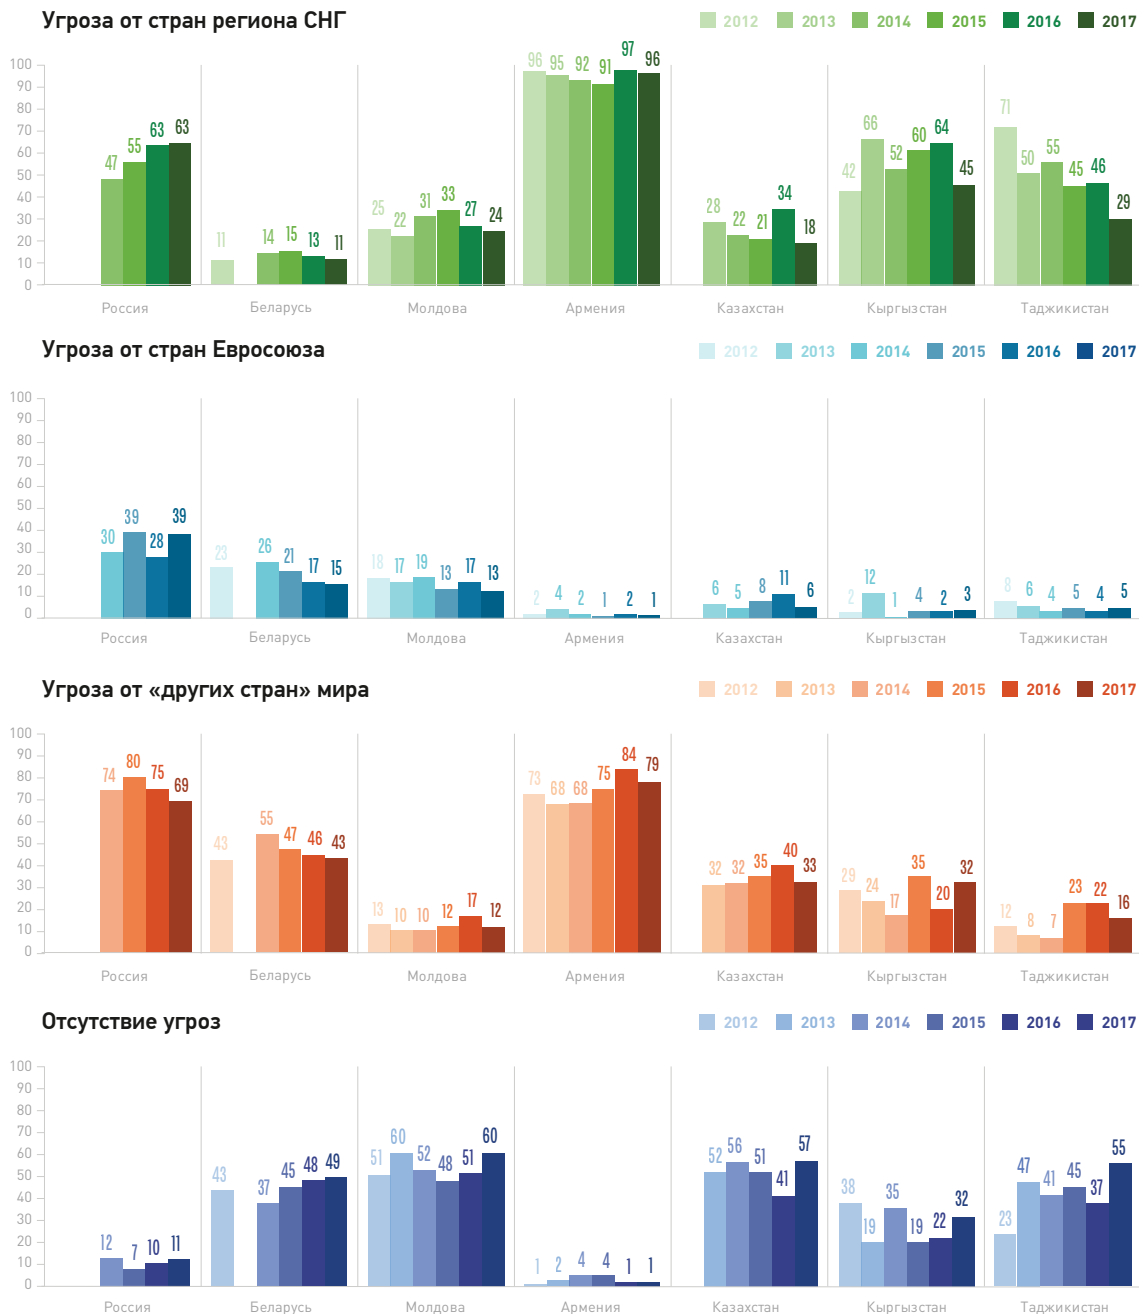 Угроза от стран региона СНГ
2012 2013 2014 2015 2016 2017
100
90
80
70
60
50
40
30
20
10
0
47 55 63 63
11 14 15 13 11
25 22 31 33 27 24
96 95 92 91 97 96
28 22 21 34 18
42 66 52 60 64 45
71 50 55 45 46 29
Россия Беларусь Молдова Армения Казахстан Кыргызстан Таджикистан
Угроза от стран Евросоюза
2012 2013 2014 2015 2016 2017
100
90
80
70
60
50
40
30
20
10
0
30 39 28 39
23 26 21 17 15
18 17 19 13 17 13
2 4 2 1 2 1
6 5 8 11 6
2 12 1 4 2 3
8 6 4 5 4 5
Россия Беларусь Молдова Армения Казахстан Кыргызстан Таджикистан
Угроза от «других стран» мира
2012 2013 2014 2015 2016 2017
100
90
80
70
60
50
40
30
20
10
0
74 80 75 69
43 55 47 46 43
13 10 10 12 17 12
73 68 68 75 84 79
32 32 35 40 33
29 24 17 35 20 32
12 8 7 23 22 16
Россия Беларусь Молдова Армения Казахстан Кыргызстан Таджикистан
Отсутствие угроз
2012 2013 2014 2015 2016 2017
100
90
80
70
60
50
40
30
20
10
0
12 7 10 11
43 37 45 48 49
51 60 52 48 51 60
1 2 4 4 1 1
52 56 51 41 57
38 19 35 19 22 32
23 47 41 45 37 55
Россия Беларусь Молдова Армения Казахстан Кыргызстан Таджикистан